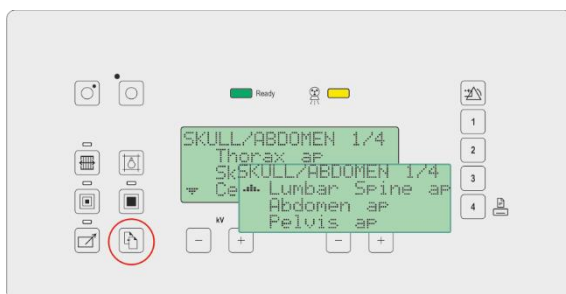 Ready
1
SKULL/ABDOMEN 1/4
Thorax ap
Sk
Ce
SKULL/ABDOMEN 1/4
Lumbar Spine ap
Abdomen ap
Pelvis ap
2
3
4
kV
− + − +